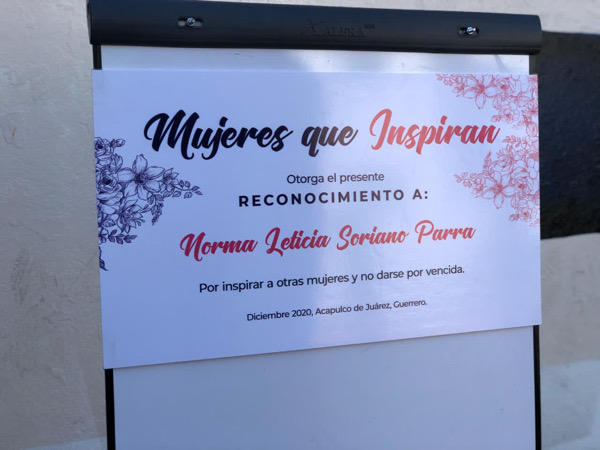 Mujeres que Inspiran
Otorga el presente
RECONOCIMIENTO A:
Norma Leticia Soriano Parra
Por inspirar a otras mujeres y no darse por vencida.
Diciembre 2020, Acapulco de Juárez, Guerrero.